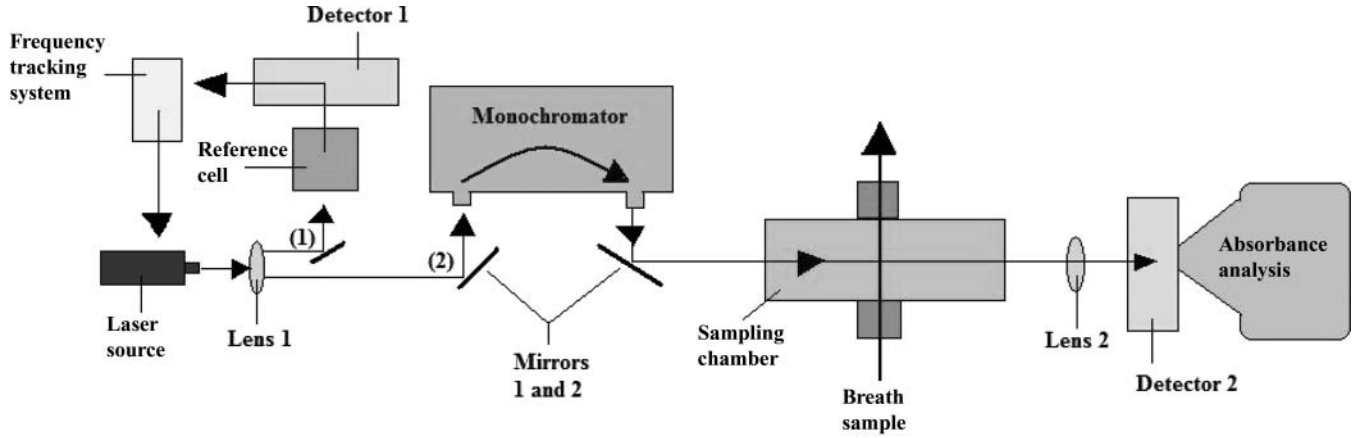 Detector 1
Frequency
tracking
system
Monochromator
Reference
cell
(1)
(2)
Absorbance
analysis
Laser
source
Lens 1
Mirrors
1 and 2
Sampling
chamber
Breath
sample
Lens 2
Detector 2